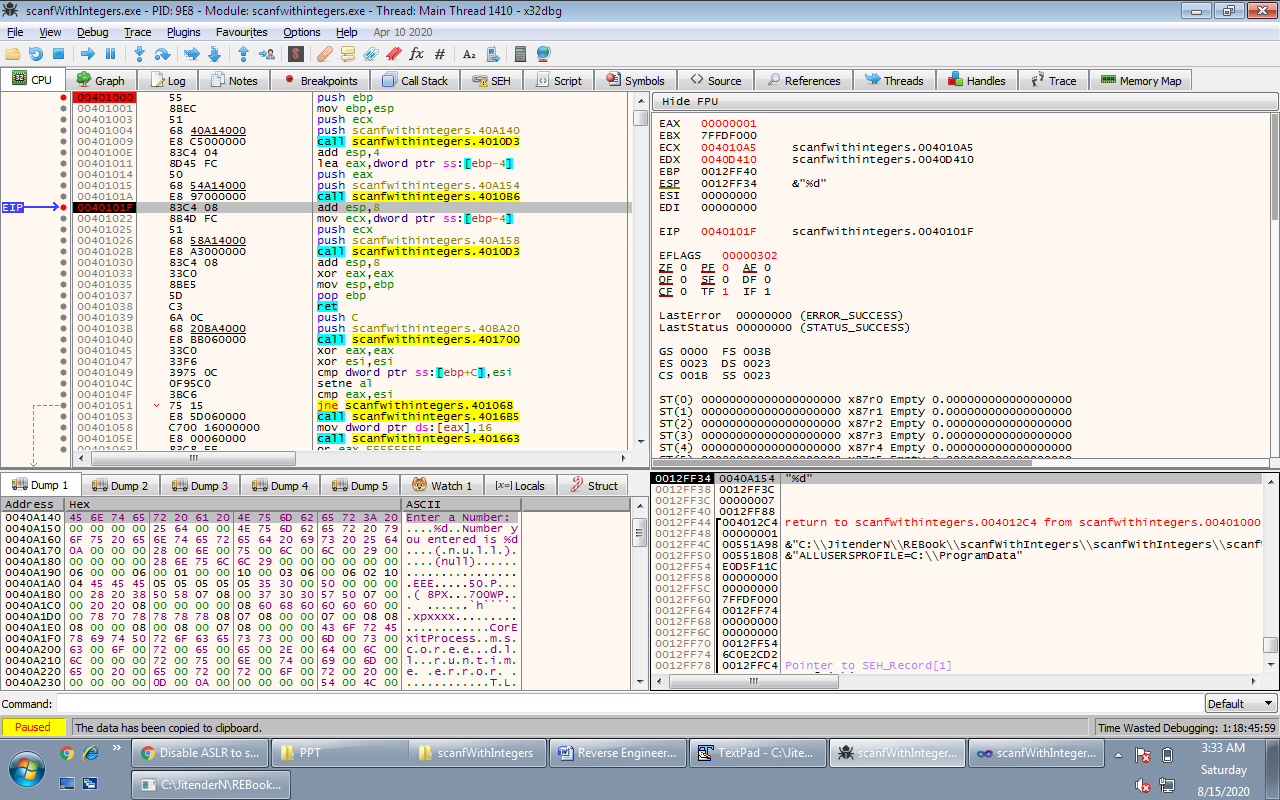 scanfWithIntegers.exe - PID: 9E8 - Module: scanfwithintegers.exe - Thread: Main Thread 1410 - x32dbg
File View Debug Trace Plugins Favourites Options Help Apr 10 2020
CPU Graph Log Notes Breakpoints Call Stack SEH Script Symbols Source References Threads Handles Trace Memory Map
EIP
00401000 55 push ebp
00401001 8BEC mov ebp,esp
00401003 51 push ecx
00401004 68 40A14000 push scanfwithintegers.40A140
00401009 E8 C5000000 call scanfwithintegers.4010D3
0040100E 83C4 04 add esp,4
00401011 8D45 FC lea eax,dword ptr ss:[ebp-4]
00401014 50 push eax
00401015 68 54A14000 push scanfwithintegers.40A154
0040101A E8 97000000 call scanfwithintegers.4010B6
0040101F 83C4 08 add esp,8
00401022 8B4D FC mov ecx,dword ptr ss:[ebp-4]
00401025 51 push ecx
00401026 68 58A14000 push scanfwithintegers.40A158
0040102B E8 A3000000 call scanfwithintegers.4010D3
00401030 83C4 08 add esp,8
00401033 33C0 xor eax,eax
00401035 8BE5 mov esp,ebp
00401037 5D pop ebp
00401038 C3 ret
00401039 6A 0C push C
0040103B 68 20BA4000 push scanfwithintegers.40BA20
00401040 E8 BB060000 call scanfwithintegers.401700
00401045 33C0 xor eax,eax
00401047 33F6 xor esi,esi
00401049 3975 0C cmp dword ptr ss:[ebp+C],esi
0040104C 0F95C0 setne al
0040104F 3BC6 cmp eax,esi
00401051 75 15 jne scanfwithintegers.401068
00401053 E8 5D060000 call scanfwithintegers.4016B5
00401058 C700 16000000 mov dword ptr ds:[eax],16
0040105E E8 00060000 call scanfwithintegers.401663
Hide FPU
EAX 00000001
EBX 7FFDF000
ECX 004010A5 scanfwithintegers.004010A5
EDX 0040D410 scanfwithintegers.0040D410
EBP 0012FF40
ESP 0012FF34 &"%d"
ESI 00000000
EDI 00000000
EIP 0040101F scanfwithintegers.0040101F
EFLAGS 00000302
ZF 0 PF 0 AF 0
OF 0 SF 0 DF 0
CF 0 TF 1 IF 1
LastError 00000000 (ERROR_SUCCESS)
LastStatus 00000000 (STATUS_SUCCESS)
GS 0000 FS 003B
ES 0023 DS 0023
CS 001B SS 0023
ST(0) 00000000000000000000 x87r0 Empty 0.000000000000000000
ST(1) 00000000000000000000 x87r1 Empty 0.000000000000000000
ST(2) 00000000000000000000 x87r2 Empty 0.000000000000000000
ST(3) 00000000000000000000 x87r3 Empty 0.000000000000000000
ST(4) 00000000000000000000 x87r4 Empty 0.000000000000000000
Dump 1 Dump 2 Dump 3 Dump 4 Dump 5 Watch 1 Locals Struct
Address Hex ASCII
0040A140 45 6E 74 65 72 20 61 20 4E 75 6D 62 65 72 3A 20 Enter a Number: 
0040A150 00 00 00 00 25 64 00 00 4E 75 6D 62 65 72 20 79 ....%d..Number y
0040A160 6F 75 20 65 6E 74 65 72 65 64 20 69 73 20 25 64 ou entered is %d
0040A170 0A 00 00 00 28 00 6E 00 75 00 6C 00 6C 00 29 00 ....(.n.u.l.l.).
0040A180 00 00 00 00 28 6E 75 6C 6C 29 00 00 00 00 00 00 ....(null)......
0040A190 06 00 00 06 00 01 00 00 10 00 03 06 00 06 02 10 ................
0040A1A0 04 45 45 45 05 05 05 05 05 35 30 00 50 00 00 00 .EEE.....50.P...
0040A1B0 00 28 20 38 50 58 07 08 00 37 30 30 57 50 07 00 .( 8PX...700WP..
0040A1C0 00 20 20 08 00 00 00 00 08 60 68 60 60 60 60 00 .  ......`h````.
0040A1D0 00 78 70 78 78 78 78 08 07 08 00 00 07 00 08 08 .xpxxxx.........
0040A1E0 08 00 00 08 00 08 00 07 08 00 00 00 43 6F 72 45 ............CorE
0040A1F0 78 69 74 50 72 6F 63 65 73 73 00 00 6D 00 73 00 xitProcess..m.s.
0040A200 63 00 6F 00 72 00 65 00 65 00 2E 00 64 00 6C 00 c.o.r.e.e...d.l.
0040A210 6C 00 00 00 72 00 75 00 6E 00 74 00 69 00 6D 00 l...r.u.n.t.i.m.
0040A220 65 00 20 00 65 00 72 00 72 00 6F 00 72 00 20 00 e. .e.r.r.o.r. .
0040A230 00 00 00 00 0D 00 0A 00 00 00 00 00 54 00 4C 00 ............T.L.
0012FF34 0040A154 "%d"
0012FF38 0012FF3C
0012FF3C 00000007
0012FF40 0012FF88
0012FF44 004012C4 return to scanfwithintegers.004012C4 from scanfwithintegers.00401000
0012FF48 00000001
0012FF4C 00551A98 &"C:\\JitenderN\\REBook\\scanfWithIntegers\\scanfWithIntegers\\scanf
0012FF50 00551B08 &"ALLUSERSPROFILE=C:\\ProgramData"
0012FF54 E0D5F11C
0012FF58 00000000
0012FF5C 00000000
0012FF60 7FFDF000
0012FF64 0012FF74
0012FF68 00000000
0012FF6C 00000000
0012FF70 0012FF54
0012FF74 6C0E2CD2
0012FF78 0012FFC4 Pointer to SEH_Record[1]
Command: Default
Paused The data has been copied to clipboard. Time Wasted Debugging: 1:18:45:59
Disable ASLR to s... PPT scanfWithIntegers Reverse Engineer... TextPad - C:\Jite... scanfWithInteger... scanfWithInteger...
C:\JitenderN\REBook...
3:33 AM
Saturday
8/15/2020